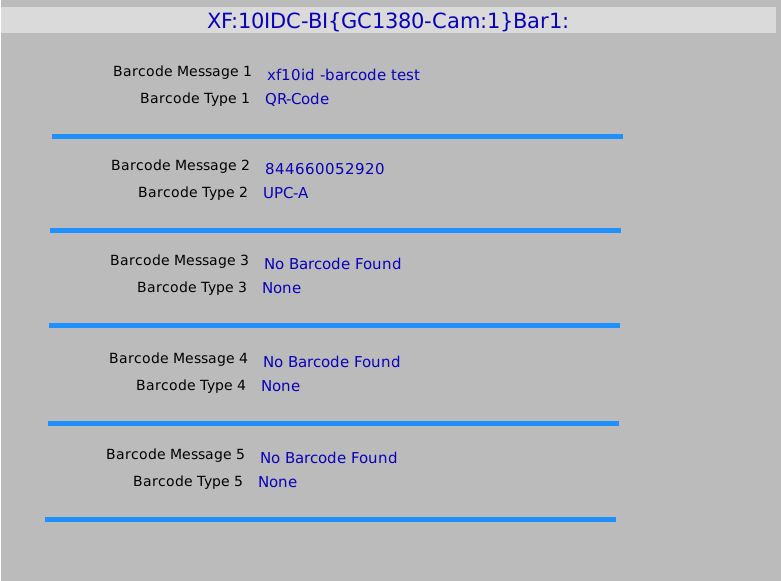 XF:10IDC-BI{GC1380-Cam:1}Bar1:
Barcode Message 1 xf10id -barcode test
Barcode Type 1 QR-Code
Barcode Message 2 844660052920
Barcode Type 2 UPC-A
Barcode Message 3 No Barcode Found
Barcode Type 3 None
Barcode Message 4 No Barcode Found
Barcode Type 4 None
Barcode Message 5 No Barcode Found
Barcode Type 5 None